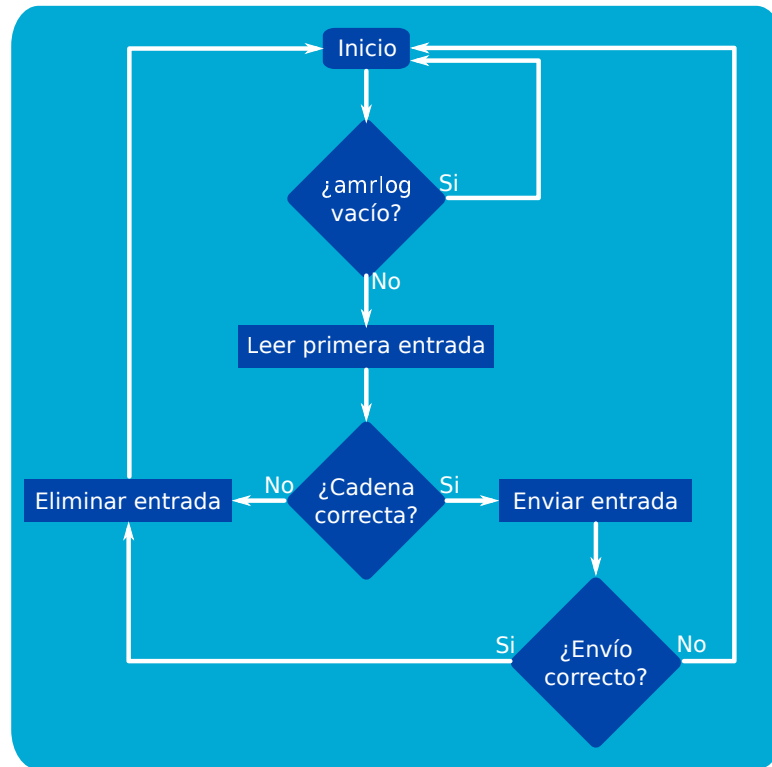 Inicio
¿amrlog
vacío?
Si
No
Leer primera entrada
¿Cadena
correcta?
No
Si
Eliminar entrada
Enviar entrada
¿Envío
correcto?
Si
No